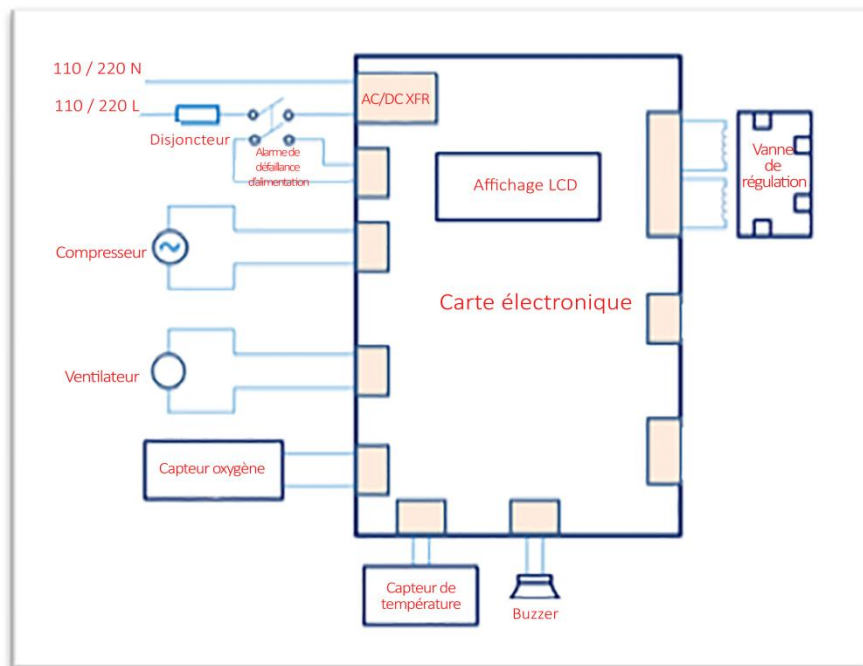 110 / 220 N
110 / 220 L
AC/DC XFR
Disjoncteur
Alarme de
défaillance
d'alimentation
Affichage LCD
Vanne
de
régulation
Compresseur
Carte électronique
Ventilateur
Capteur oxygène
Capteur de
température
Buzzer